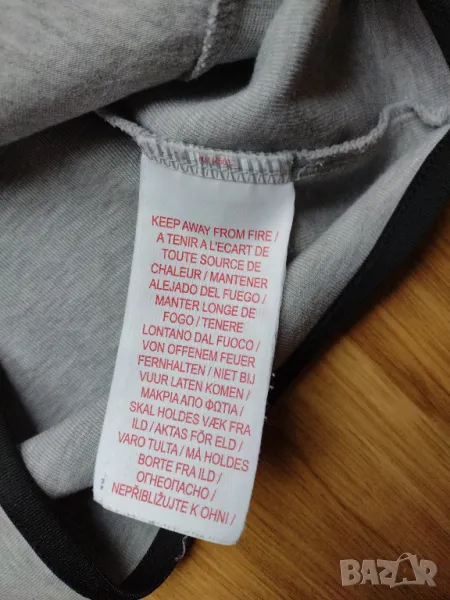 KEEP AWAY FROM FIRE /
A TENIR A L'ECART DE
TOUTE SOURCE DE
CHALEUR / MANTENER
ALEJADO DEL FUEGO /
MANTER LONGE DE
FOGO / TENERE
LONTANO DAL FUOCO /
VON OFFENEM FEUER
FERNHALTEN / NIET BIJ
VUUR LATEN KOMEN /
ΜΑΚΡΙΑ ΑΠΟ ΦΩΤΙΑ /
SKAL HOLDES VÆK FRA
ILD / AKTAS FÖR ELD /
VARO TULTA / MÅ HOLDES
BORTE FRA ILD /
ОГНЕОПАСНО /
NEPŘIBLIŽUJTE K OHNI /
BAZAR